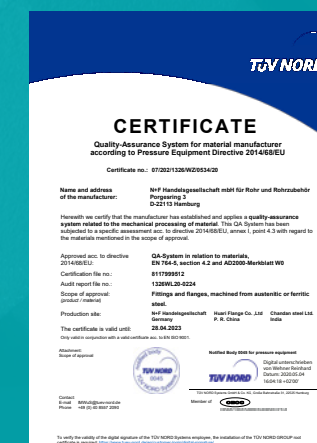 TÜV NORD
CERTIFICATE
Quality-Assurance System for material manufacturer
according to Pressure Equipment Directive 2014/68/EU
Certificate no.: 07/202/1326/WZ/0534/20
Name and address
of the manufacturer:
N+F Handelsgesellschaft mbH für Rohr und Rohrzubehör
Porgesring 3
D-22113 Hamburg
Herewith we certify that the manufacturer has established and applies a quality-assurance
system related to the mechanical processing of material. This QA System has been
subjected to a specific assessment acc. to directive 2014/68/EU, annex I, point 4.3 with regard to
the materials mentioned in the scope of approval.
Approved acc. to directive
2014/68/EU:
QA-System in relation to materials,
EN 764-5, section 4.2 and AD2000-Merkblatt W0
Certification file no.: 8117999512
Audit report file no.: 1326WL20-0224
Scope of approval:
(product / material)
Fittings and flanges, machined from austenitic or ferritic
steel.
Production site:
N+F Handelsgesellschaft
Germany
Huari Flange Co. ,Ltd
P. R. China
Chandan steel Ltd.
India
The certificate is valid until: 28.04.2023
Only valid in conjunction with a valid certificate acc. to EN ISO 9001.
Attachment:
Scope of approval
TÜV NORD
0045
Notified Body 0045 for pressure equipment
TÜV NORD
Digital unterschrieben
von Wehner Reinhard
Datum: 2020.05.04
16:04:18 +02'00'
Contact:
E-mail
Phone
Member of
To verify the validity of the digital signature of the TÜV NORD Systems employee, the installation of the TÜV NORD GROUP root